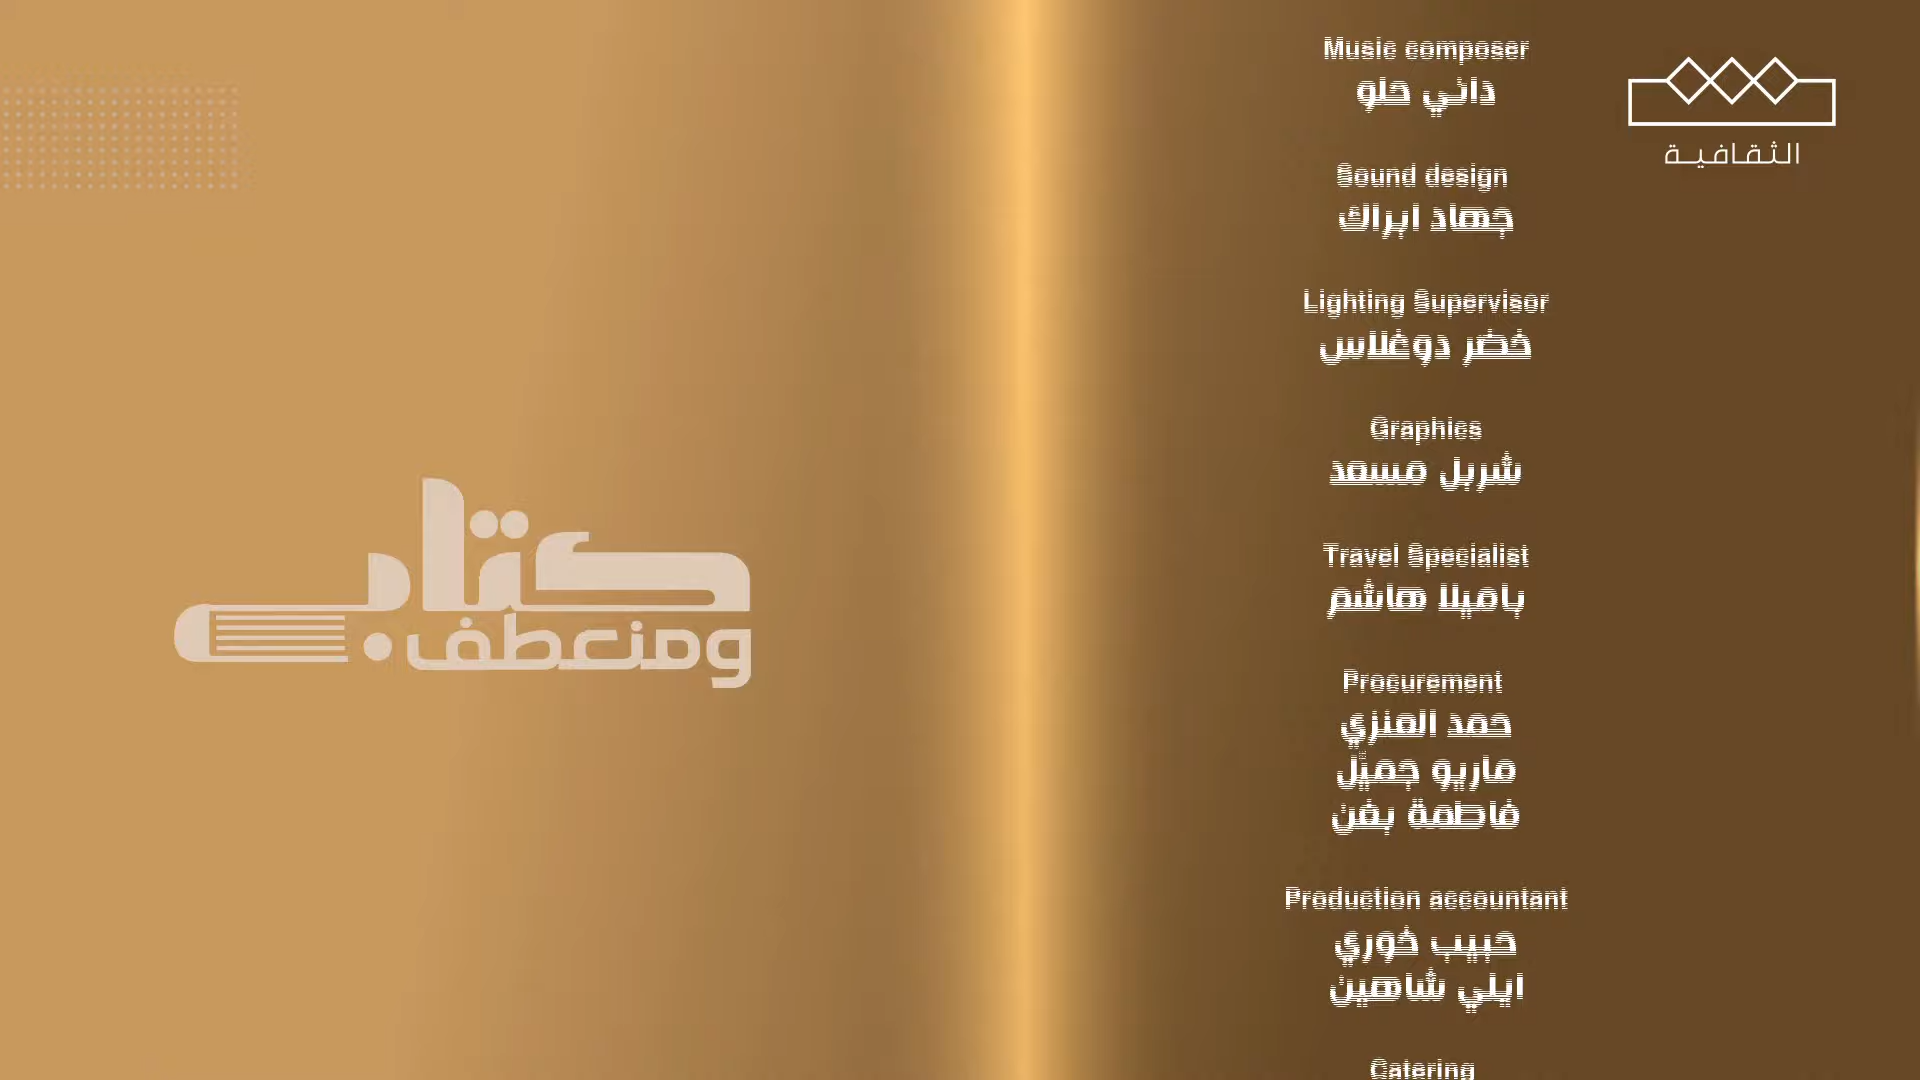 Music composer
داني حلو
Sound design
جهاد ابراك
Lighting Supervisor
خضر دوغلاس
Graphics
شربل مسعد
Travel Specialist
باميلا هاشم
Procurement
حمد العنزي
ماريو جميّل
فاطمة بفن
Production accountant
حبيب خوري
ايلي شاهين
Catering
الثقافية
كتاب
ومنعطف